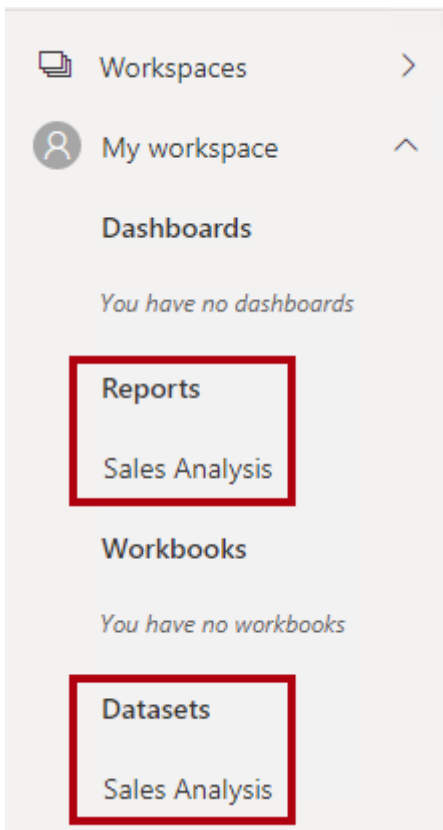 Workspaces
My workspace
Dashboards
You have no dashboards
Reports
Sales Analysis
Workbooks
You have no workbooks
Datasets
Sales Analysis